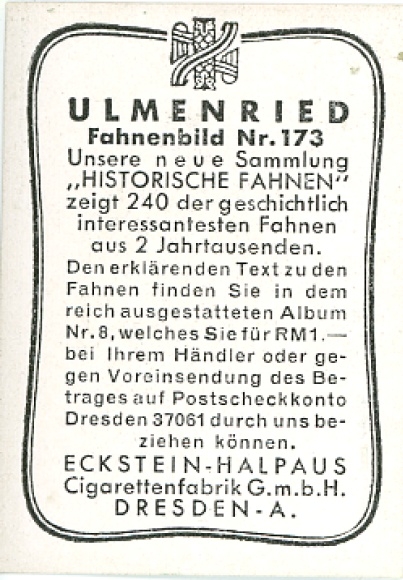 ULMENRIED
Fahnenbild Nr. 173
Unsere neue Sammlung
„HISTORISCHE FAHNEN"
zeigt 240 der geschichtlich
interessantesten Fahnen
aus 2 Jahrtausenden.
Den erklärenden Text zu den
Fahnen finden Sie in dem
reich ausgestatteten Album
Nr. 8, welches Sie für RM 1.—
bei Ihrem Händler oder ge-
gen Voreinsendung des Be-
trages auf Postscheckkonto
Dresden 37061 durch uns be-
ziehen können.
ECKSTEIN-HALPAUS
Cigarettenfabrik G.m.b.H.
DRESDEN-A.